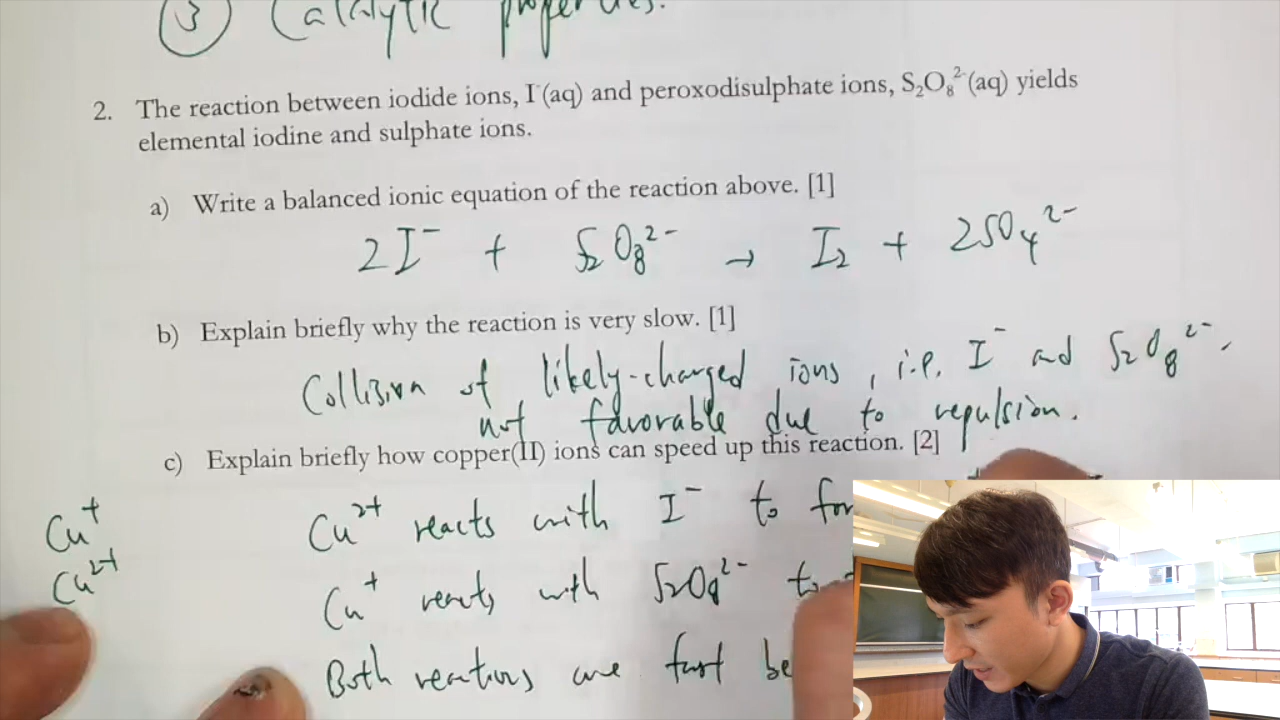 ③ Catalytic properties.
2. The reaction between iodide ions, I⁻(aq) and peroxodisulphate ions, S₂O₈²⁻(aq) yields
elemental iodine and sulphate ions.
a) Write a balanced ionic equation of the reaction above. [1]
2I⁻ + S₂O₈²⁻ → I₂ + 2SO₄²⁻
b) Explain briefly why the reaction is very slow. [1]
Collision of likely-charged ions, i.e. I⁻ and S₂O₈²⁻,
not favorable due to repulsion.
c) Explain briefly how copper(II) ions can speed up this reaction. [2]
Cu⁺
Cu²⁺
Cu²⁺ reacts with I⁻ to
Cu⁺ reacts with S₂O₈²⁻ to
Both reactions are fast